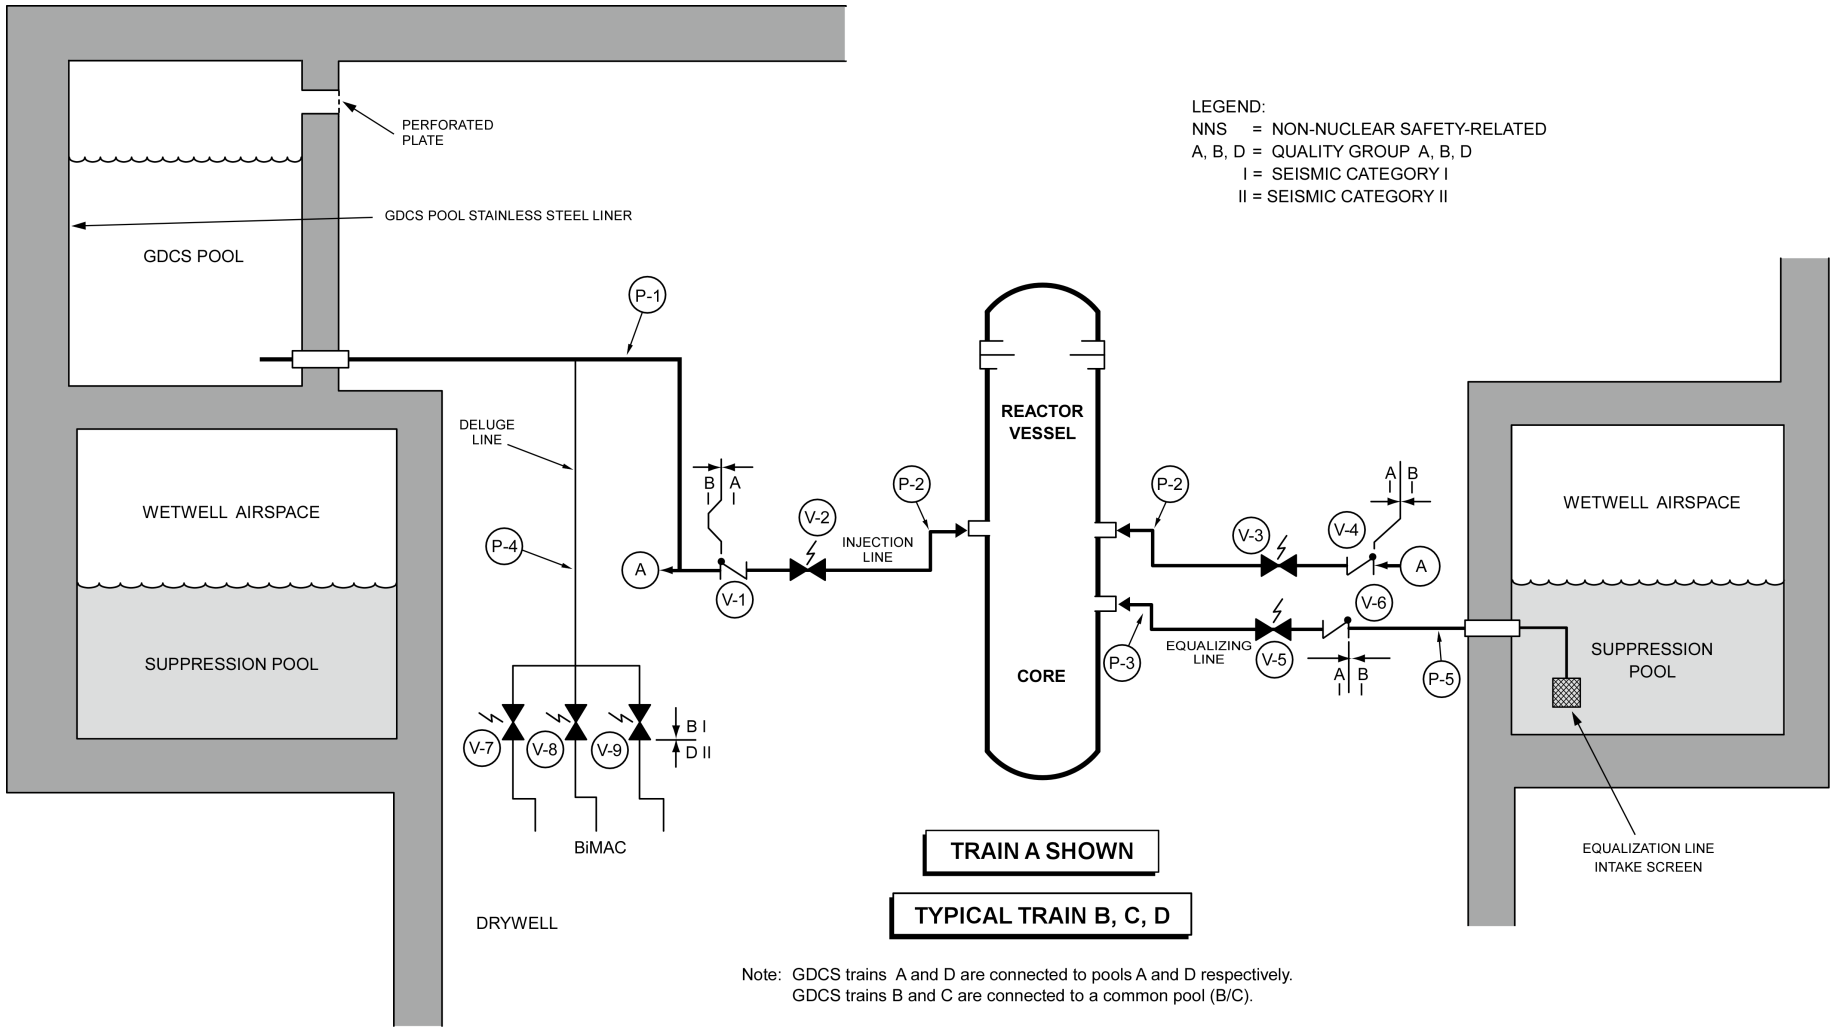 PERFORATED
PLATE
LEGEND:
NNS = NON-NUCLEAR SAFETY-RELATED
A, B, D = QUALITY GROUP A, B, D
I = SEISMIC CATEGORY I
II = SEISMIC CATEGORY II
GDCS POOL STAINLESS STEEL LINER
GDCS POOL
P-1
DELUGE
LINE
REACTOR
VESSEL
B A
I I
A B
I I
P-2
P-2
WETWELL AIRSPACE
WETWELL AIRSPACE
V-2
V-3
V-4
P-4
INJECTION
LINE
A
A
V-1
V-6
EQUALIZING
LINE
P-3
V-5
A B
I I
P-5
SUPPRESSION POOL
SUPPRESSION
POOL
CORE
V-7
V-8
V-9
B I
D II
BiMAC
TRAIN A SHOWN
EQUALIZATION LINE
INTAKE SCREEN
TYPICAL TRAIN B, C, D
DRYWELL
Note: GDCS trains A and D are connected to pools A and D respectively.
GDCS trains B and C are connected to a common pool (B/C).